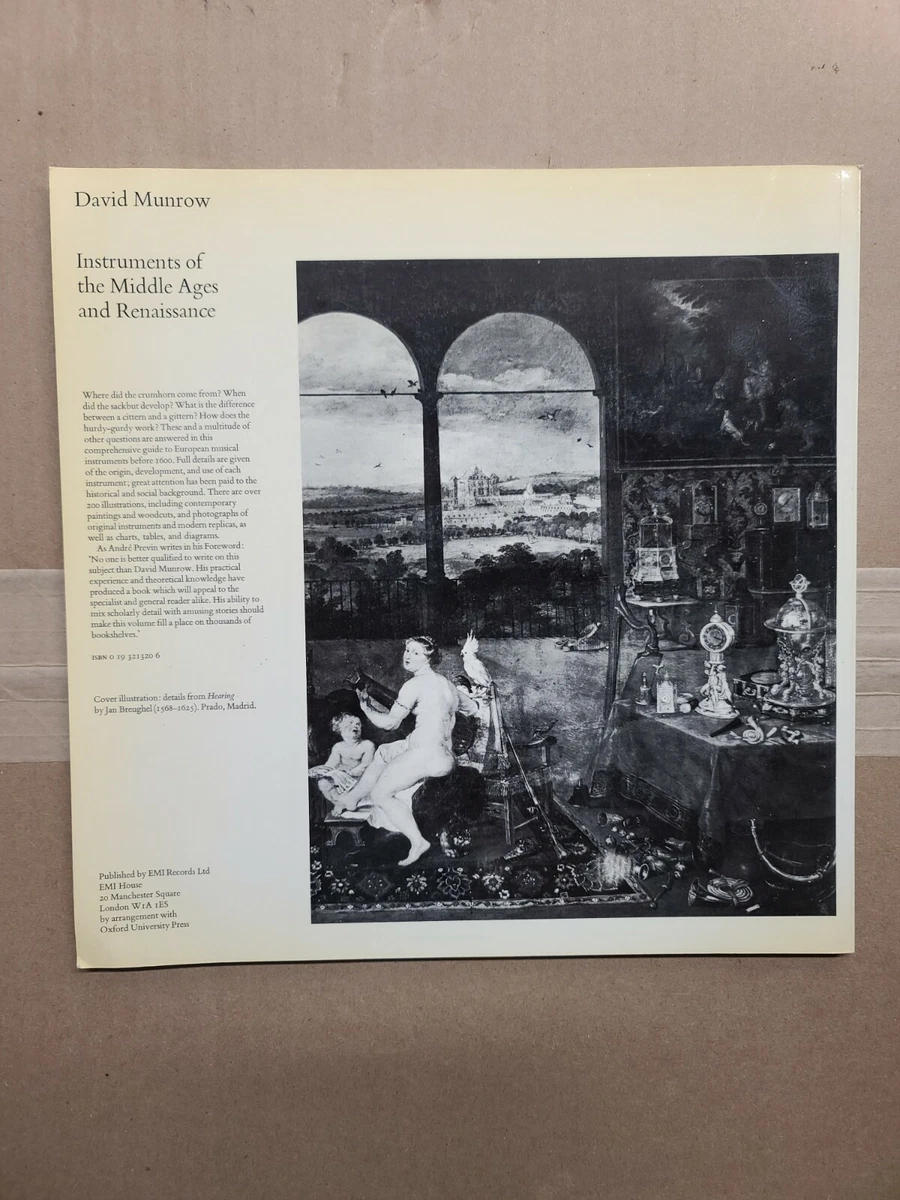 David Munrow
Instruments of
the Middle Ages
and Renaissance
Where did the crumhorn come from? When
did the sackbut develop? What is the difference
between a cittern and a gittern? How does the
hurdy-gurdy work? These and a multitude of
other questions are answered in this
comprehensive guide to European musical
instruments before 1600. Full details are given
of the origin, development, and use of each
instrument; great attention has been paid to the
historical and social background. There are over
200 illustrations, including contemporary
paintings and woodcuts, and photographs of
original instruments and modern replicas, as
well as charts, tables, and diagrams.
As André Previn writes in his Foreword:
'No one is better qualified to write on this
subject than David Munrow. His practical
experience and theoretical knowledge have
produced a book which will appeal to the
specialist and general reader alike. His ability to
mix scholarly detail with amusing stories should
make this volume fill a place on thousands of
bookshelves.'
ISBN 0 19 321320 6
Cover illustration: details from Hearing
by Jan Breughel (1568–1625). Prado, Madrid.
Published by EMI Records Ltd
EMI House
20 Manchester Square
London W1A 1ES
by arrangement with
Oxford University Press